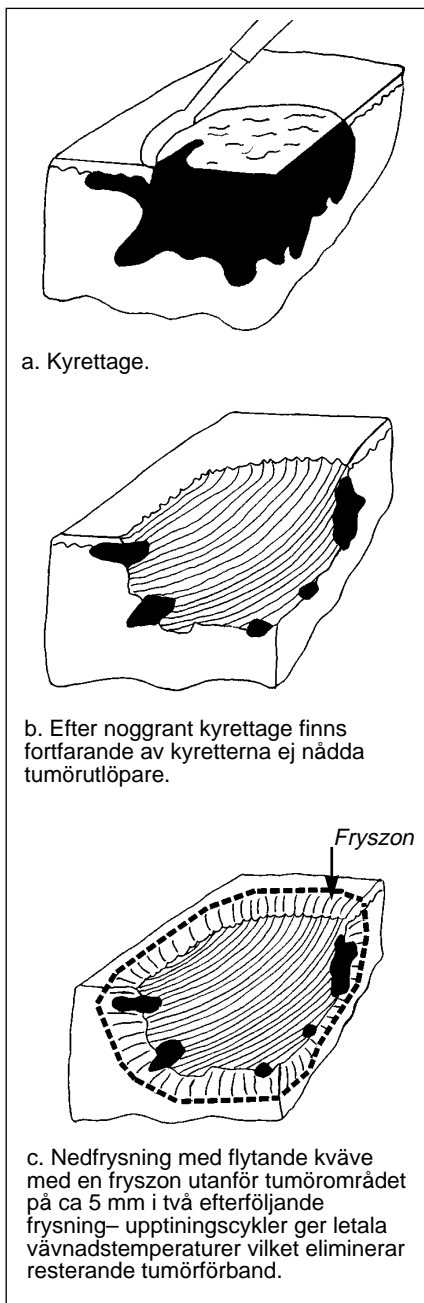 a. Kyrettage.
b. Efter noggrant kyrettage finns
fortfarande av kyretterna ej nådda
tumörutlöpare.
Fryszon
c. Nedfrysning med flytande kväve
med en fryszon utanför tumörområdet
på ca 5 mm i två efterföljande
frysning– upptiningscykler ger letala
vävnadstemperaturer vilket eliminerar
resterande tumörförband.